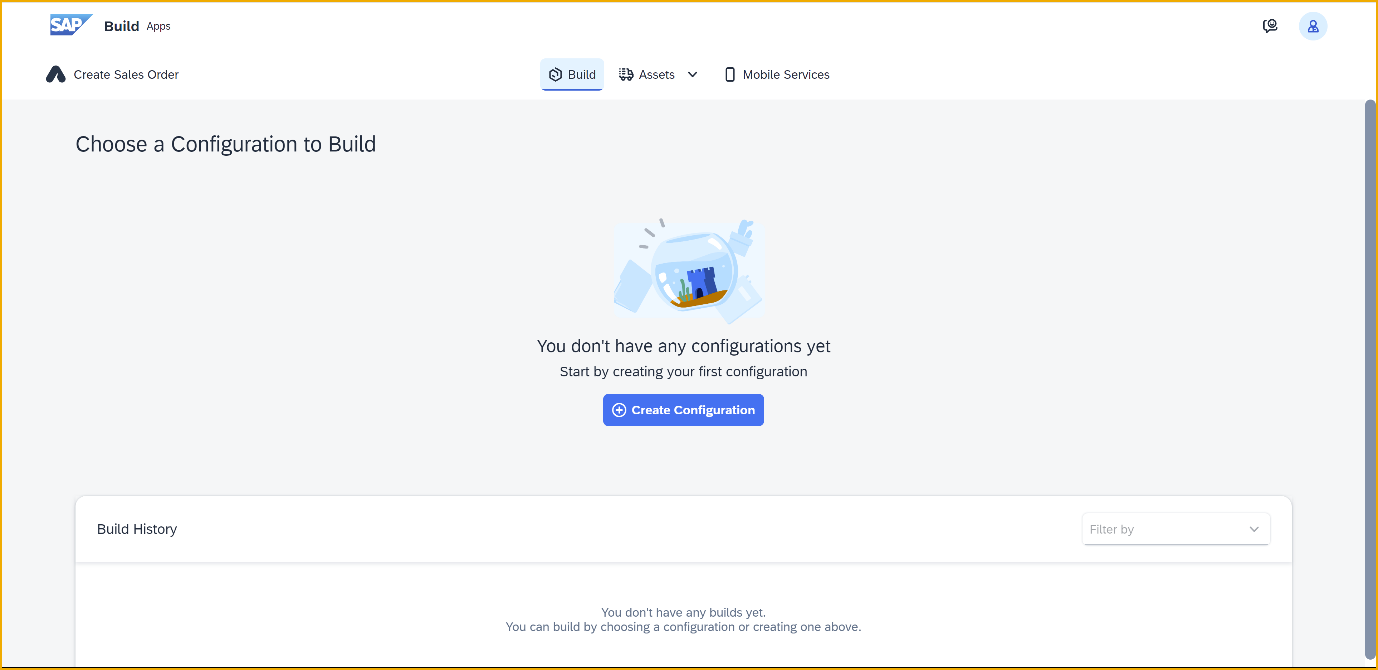 SAP Build Apps
Create Sales Order
Build Assets Mobile Services
Choose a Configuration to Build
You don't have any configurations yet
Start by creating your first configuration
Create Configuration
Build History
Filter by
You don't have any builds yet.
You can build by choosing a configuration or creating one above.